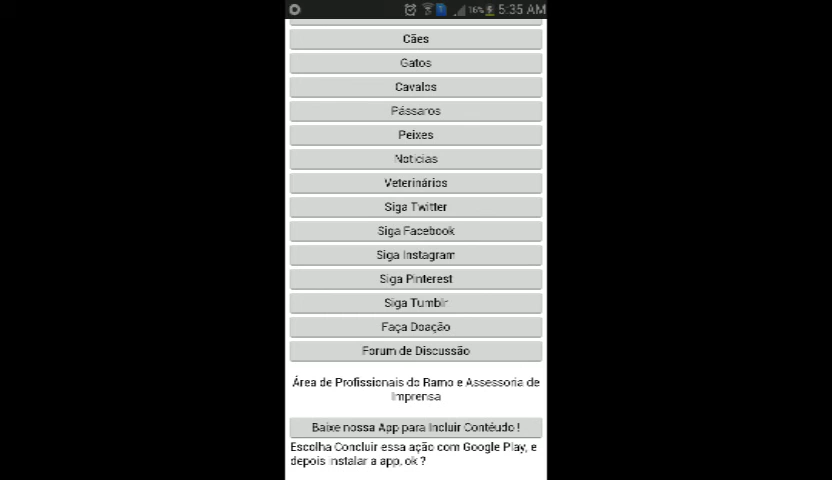 16% 5:35 AM
Cães
Gatos
Cavalos
Pássaros
Peixes
Noticias
Veterinários
Siga Twitter
Siga Facebook
Siga Instagram
Siga Pinterest
Siga Tumblr
Faça Doação
Forum de Discussão
Área de Profissionais do Ramo e Assessoria de
Imprensa
Baixe nossa App para Incluir Contéudo !
Escolha Concluir essa ação com Google Play, e
depois instalar a app, ok ?